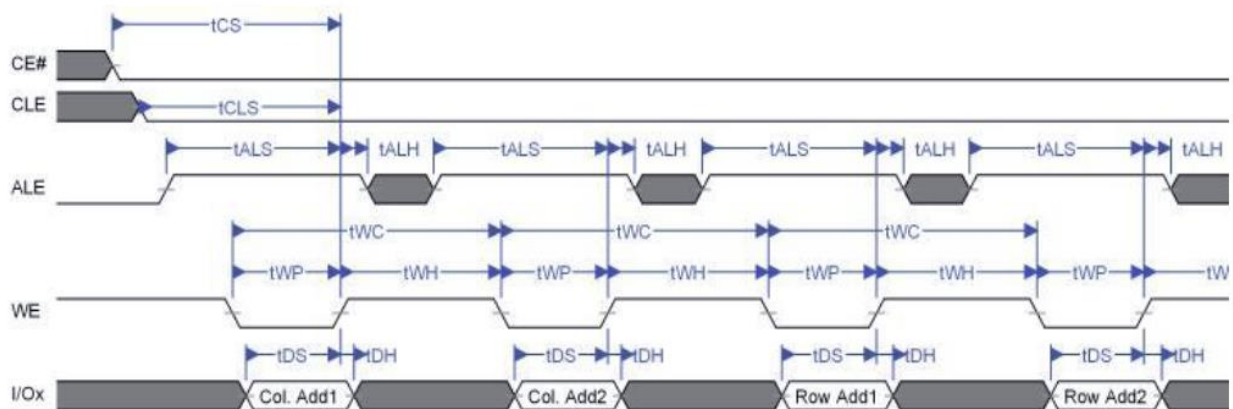 tCS
CE#
CLE tCLS
tALS tALH tALS tALH tALS tALH tALS tALH
ALE
tWC tWC tWC
tWP tWH tWP tWH tWP tWH tWP tW
WE
tDS tDH tDS tDH tDS tDH tDS tDH
I/Ox Col. Add1 Col. Add2 Row Add1 Row Add2